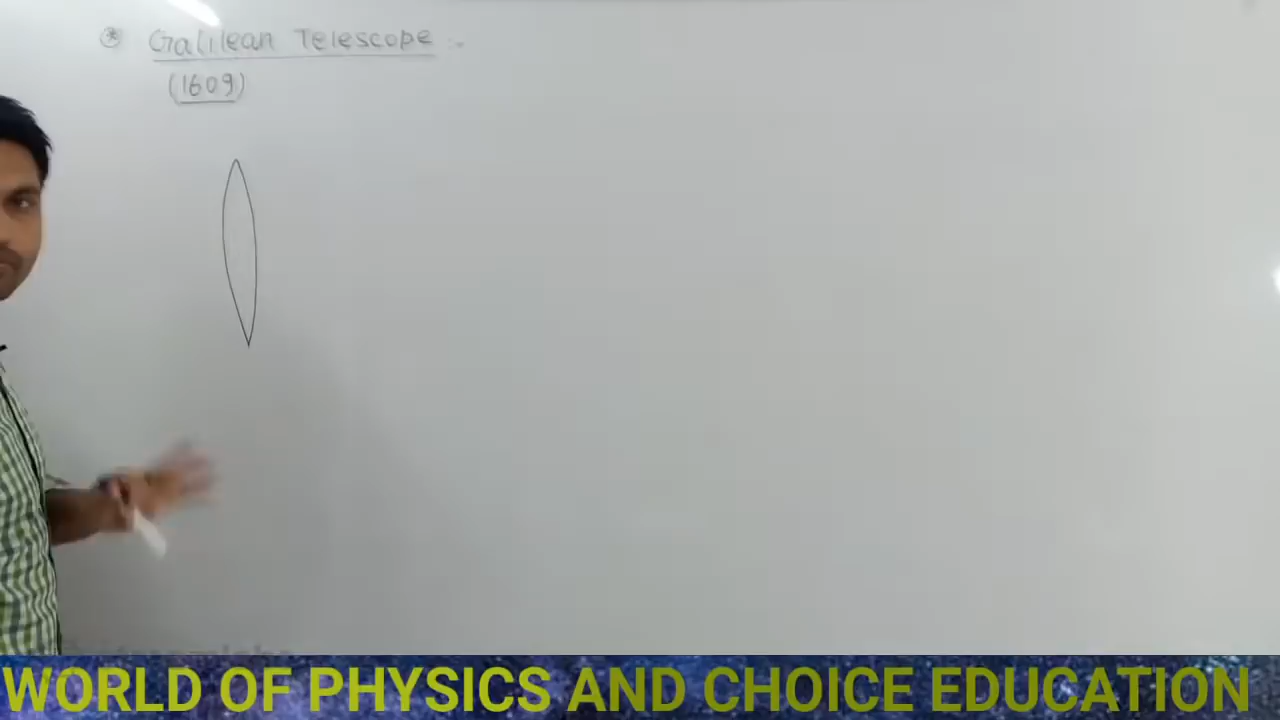 * Galilean Telescope :-
(1609)
WORLD OF PHYSICS AND CHOICE EDUCATION